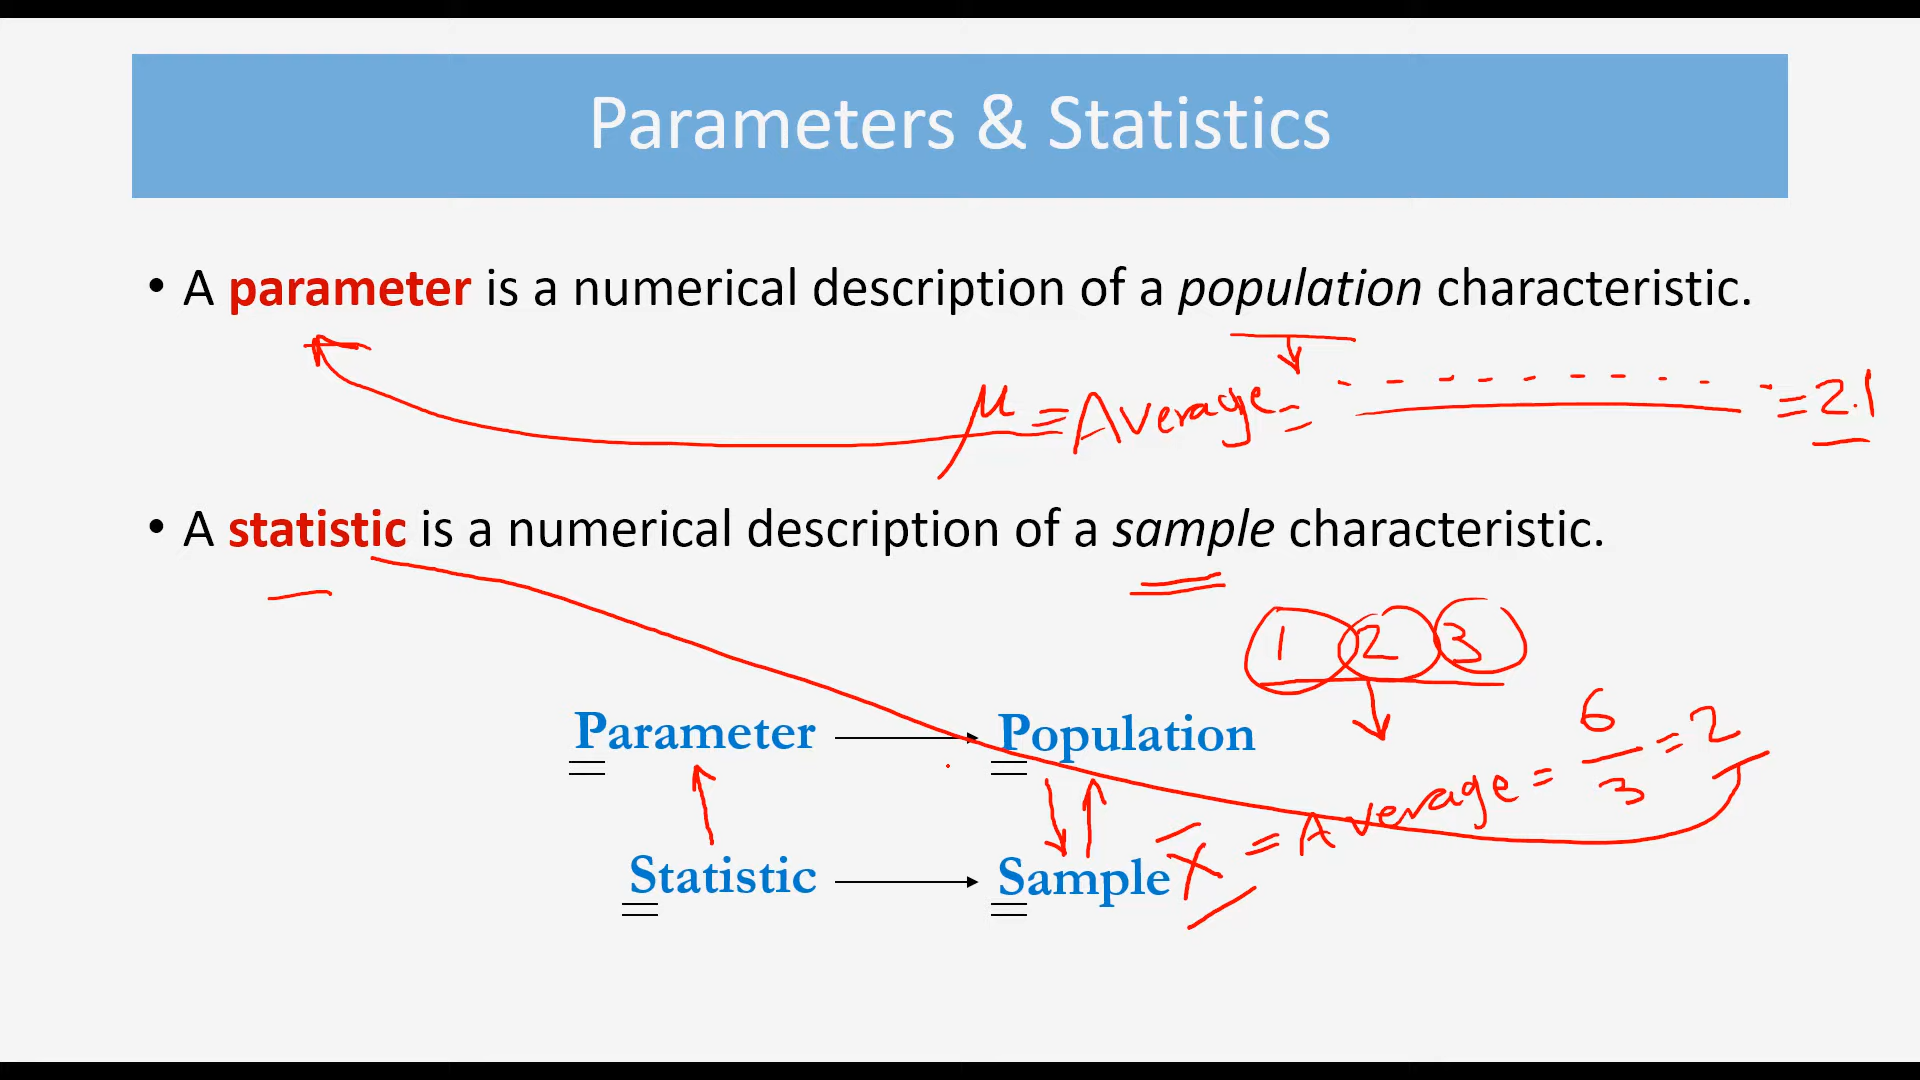 Parameters & Statistics
• A parameter is a numerical description of a population characteristic.
μ = Average = - - - - - - - - - - = 2.1
• A statistic is a numerical description of a sample characteristic.
1 2 3
Parameter → Population
x̄ = Average = 6/3 = 2
Statistic → Sample